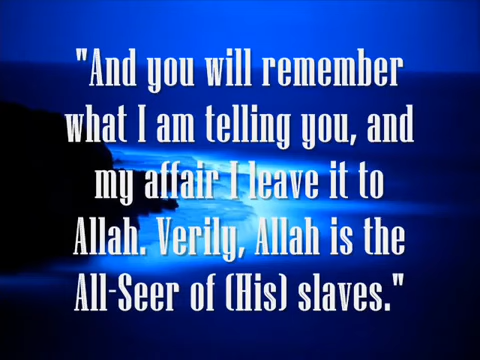 "And you will remember
what I am telling you, and
my affair I leave it to
Allah. Verily, Allah is the
All-Seer of (His) slaves."